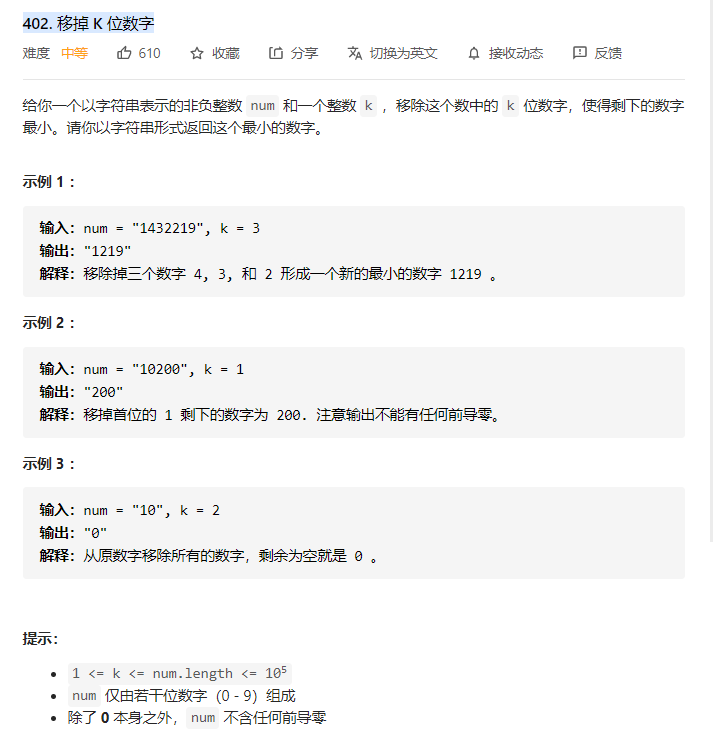 402. 移掉 K 位数字
难度 中等 610 收藏 分享 切换为英文 接收动态 反馈
给你一个以字符串表示的非负整数 num 和一个整数 k ，移除这个数中的 k 位数字，使得剩下的数字
最小。请你以字符串形式返回这个最小的数字。
示例 1 ：
输入：num = "1432219", k = 3
输出："1219"
解释：移除掉三个数字 4, 3, 和 2 形成一个新的最小的数字 1219 。
示例 2 ：
输入：num = "10200", k = 1
输出："200"
解释：移掉首位的 1 剩下的数字为 200. 注意输出不能有任何前导零。
示例 3 ：
输入：num = "10", k = 2
输出："0"
解释：从原数字移除所有的数字，剩余为空就是 0 。
提示：
• 1 <= k <= num.length <= 10⁵
• num 仅由若干位数字（0 - 9）组成
• 除了 0 本身之外，num 不含任何前导零